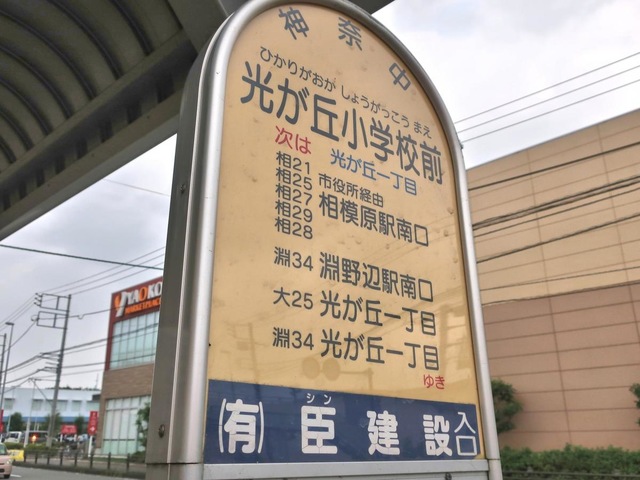 神奈中
ひかりがおか しょうがっこう まえ
光が丘小学校前
次は 光が丘一丁目
相21
相25 市役所経由
相27 相模原駅南口
相29
相28
淵34 淵野辺駅南口
大25 光が丘一丁目
淵34 光が丘一丁目
ゆき
シン
(有) 臣 建設 入口
YAOKO
MARKETPLACE